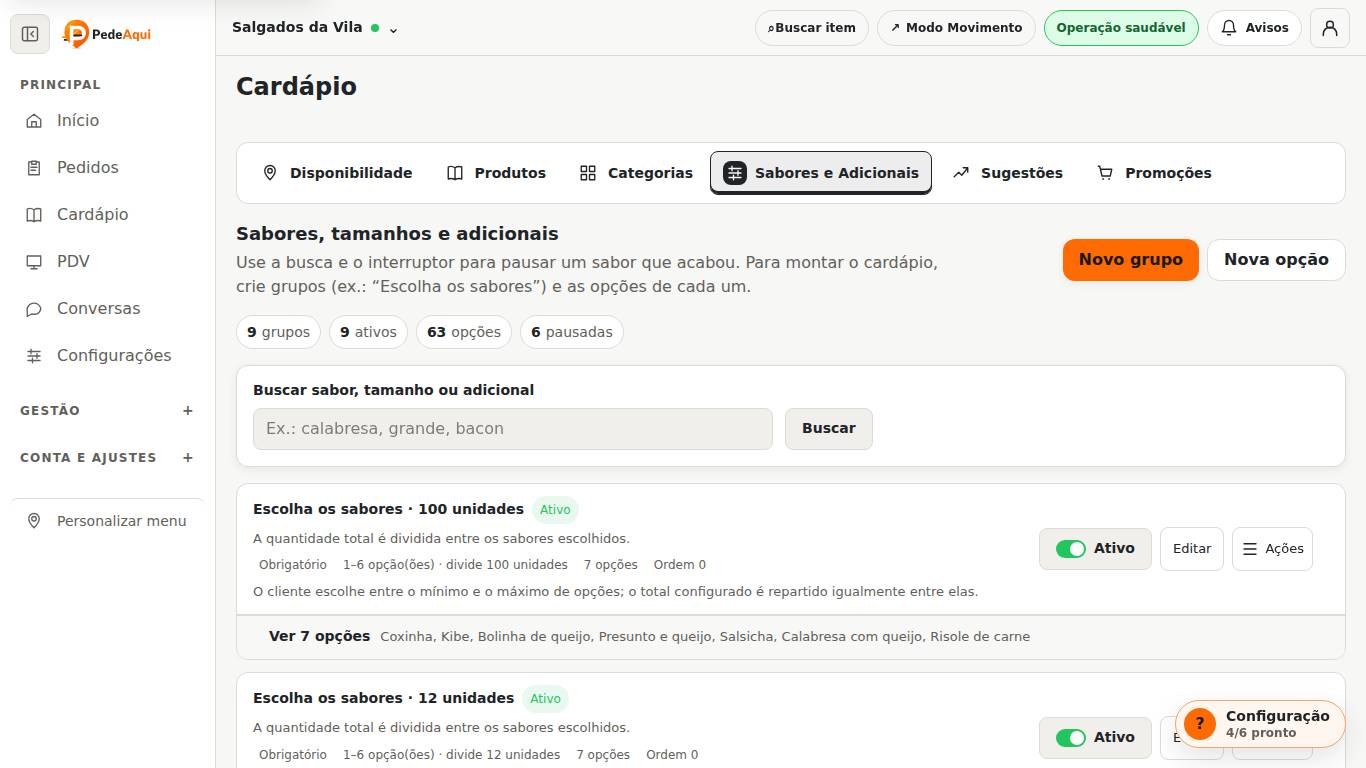 PedeAqui
Salgados da Vila
Buscar item
Modo Movimento
Operação saudável
Avisos
PRINCIPAL
Início
Pedidos
Cardápio
PDV
Conversas
Configurações
GESTÃO +
CONTA E AJUSTES +
Personalizar menu
Cardápio
Disponibilidade
Produtos
Categorias
Sabores e Adicionais
Sugestões
Promoções
Sabores, tamanhos e adicionais
Use a busca e o interruptor para pausar um sabor que acabou. Para montar o cardápio,
crie grupos (ex.: “Escolha os sabores”) e as opções de cada um.
Novo grupo
Nova opção
9 grupos
9 ativos
63 opções
6 pausadas
Buscar sabor, tamanho ou adicional
Ex.: calabresa, grande, bacon
Buscar
Escolha os sabores · 100 unidades Ativo
A quantidade total é dividida entre os sabores escolhidos.
Obrigatório 1–6 opção(ões) · divide 100 unidades 7 opções Ordem 0
O cliente escolhe entre o mínimo e o máximo de opções; o total configurado é repartido igualmente entre elas.
Ativo
Editar
Ações
Ver 7 opções Coxinha, Kibe, Bolinha de queijo, Presunto e queijo, Salsicha, Calabresa com queijo, Risole de carne
Escolha os sabores · 12 unidades Ativo
A quantidade total é dividida entre os sabores escolhidos.
Obrigatório 1–6 opção(ões) · divide 12 unidades 7 opções Ordem 0
Ativo
?
Configuração
4/6 pronto